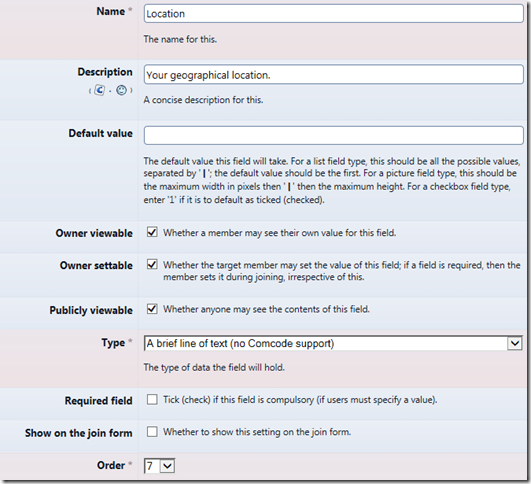 Name * Location
The name for this.
Description Your geographical location.
A concise description for this.
Default value
The default value this field will take. For a list field type, this should be all the possible values,
separated by '|'; the default value should be the first. For a picture field type, this should be
the maximum width in pixels then '|' then the maximum height. For a checkbox field type,
enter '1' if it is to default as ticked (checked).
Owner viewable Whether a member may see their own value for this field.
Owner settable Whether the target member may set the value of this field; if a field is required, then the
member sets it during joining, irrespective of this.
Publicly viewable Whether anyone may see the contents of this field.
Type * A brief line of text (no Comcode support)
The type of data the field will hold.
Required field Tick (check) if this field is compulsory (if users must specify a value).
Show on the join form Whether to show this setting on the join form.
Order * 7